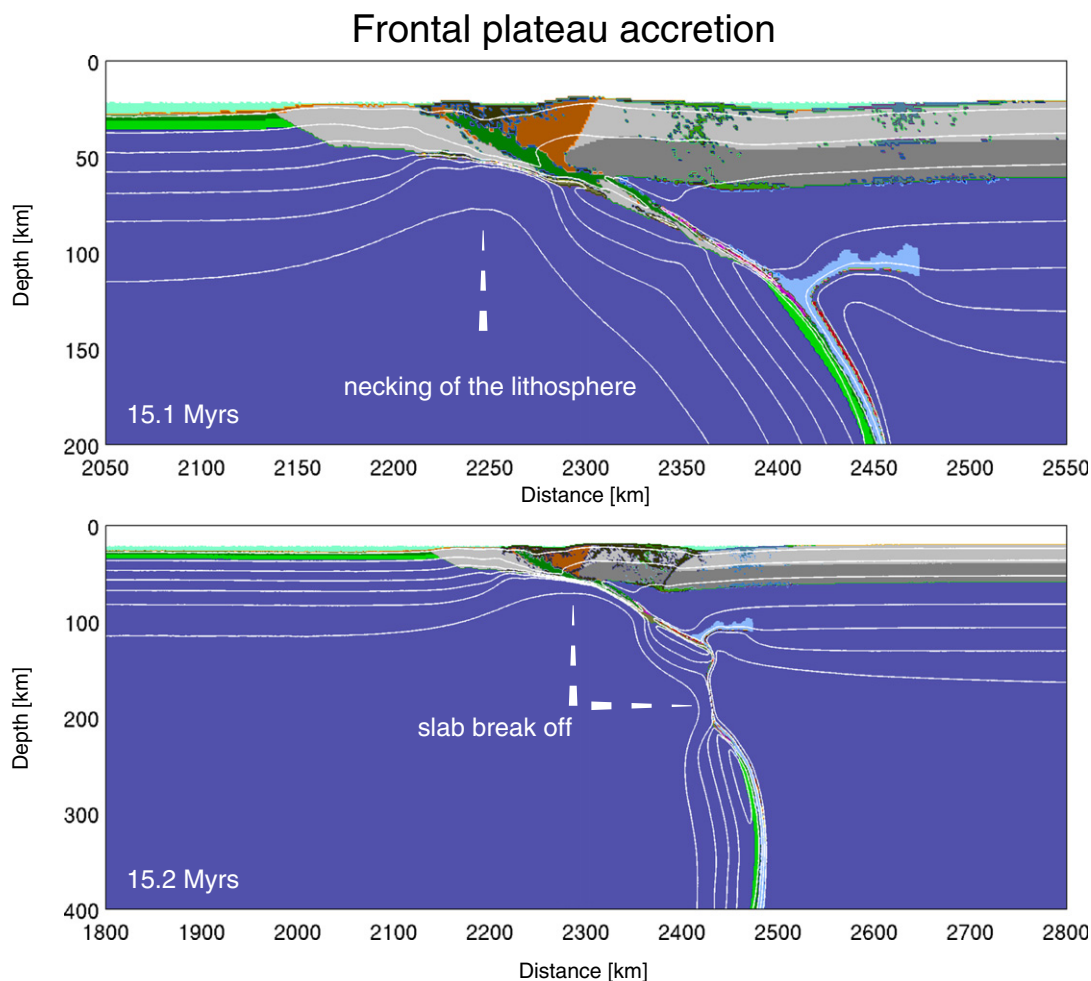 Frontal plateau accretion
0
50
100
150
200
Depth [km]
necking of the lithosphere
15.1 Myrs
2050 2100 2150 2200 2250 2300 2350 2400 2450 2500 2550
Distance [km]
0
100
200
300
400
Depth [km]
slab break off
15.2 Myrs
1800 1900 2000 2100 2200 2300 2400 2500 2600 2700 2800
Distance [km]